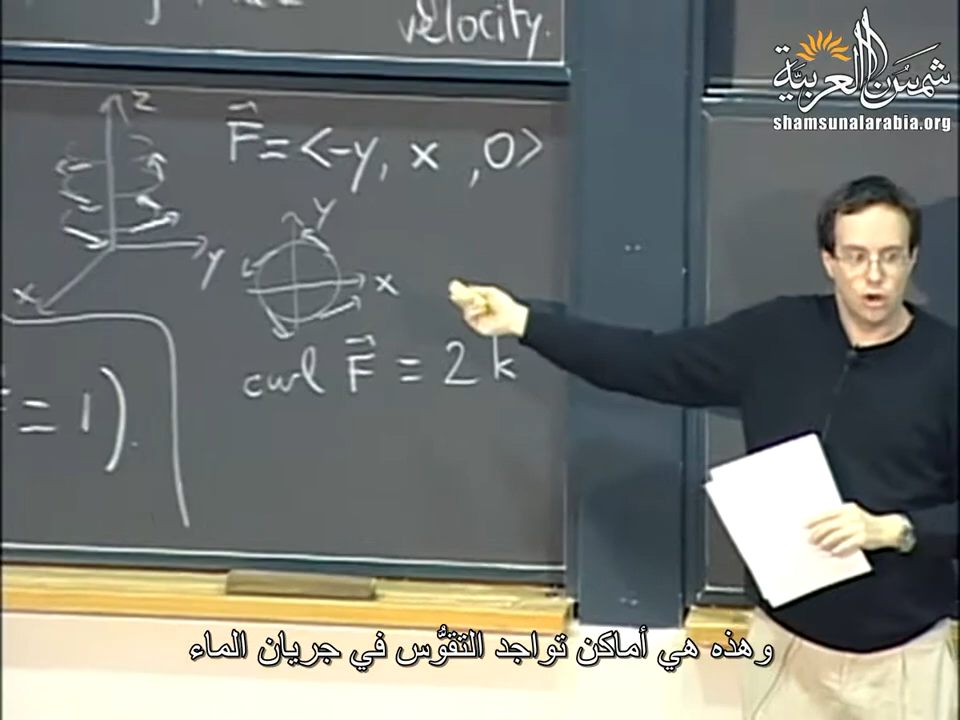 velocity.
شمس العربية
shamsunalarabia.org
z
F⃗ = <-y, x, 0>
y
y
x
x
curl F⃗ = 2 k
= 1).
وهذه هي أماكن تواجد التقوُّس في جريان الماء